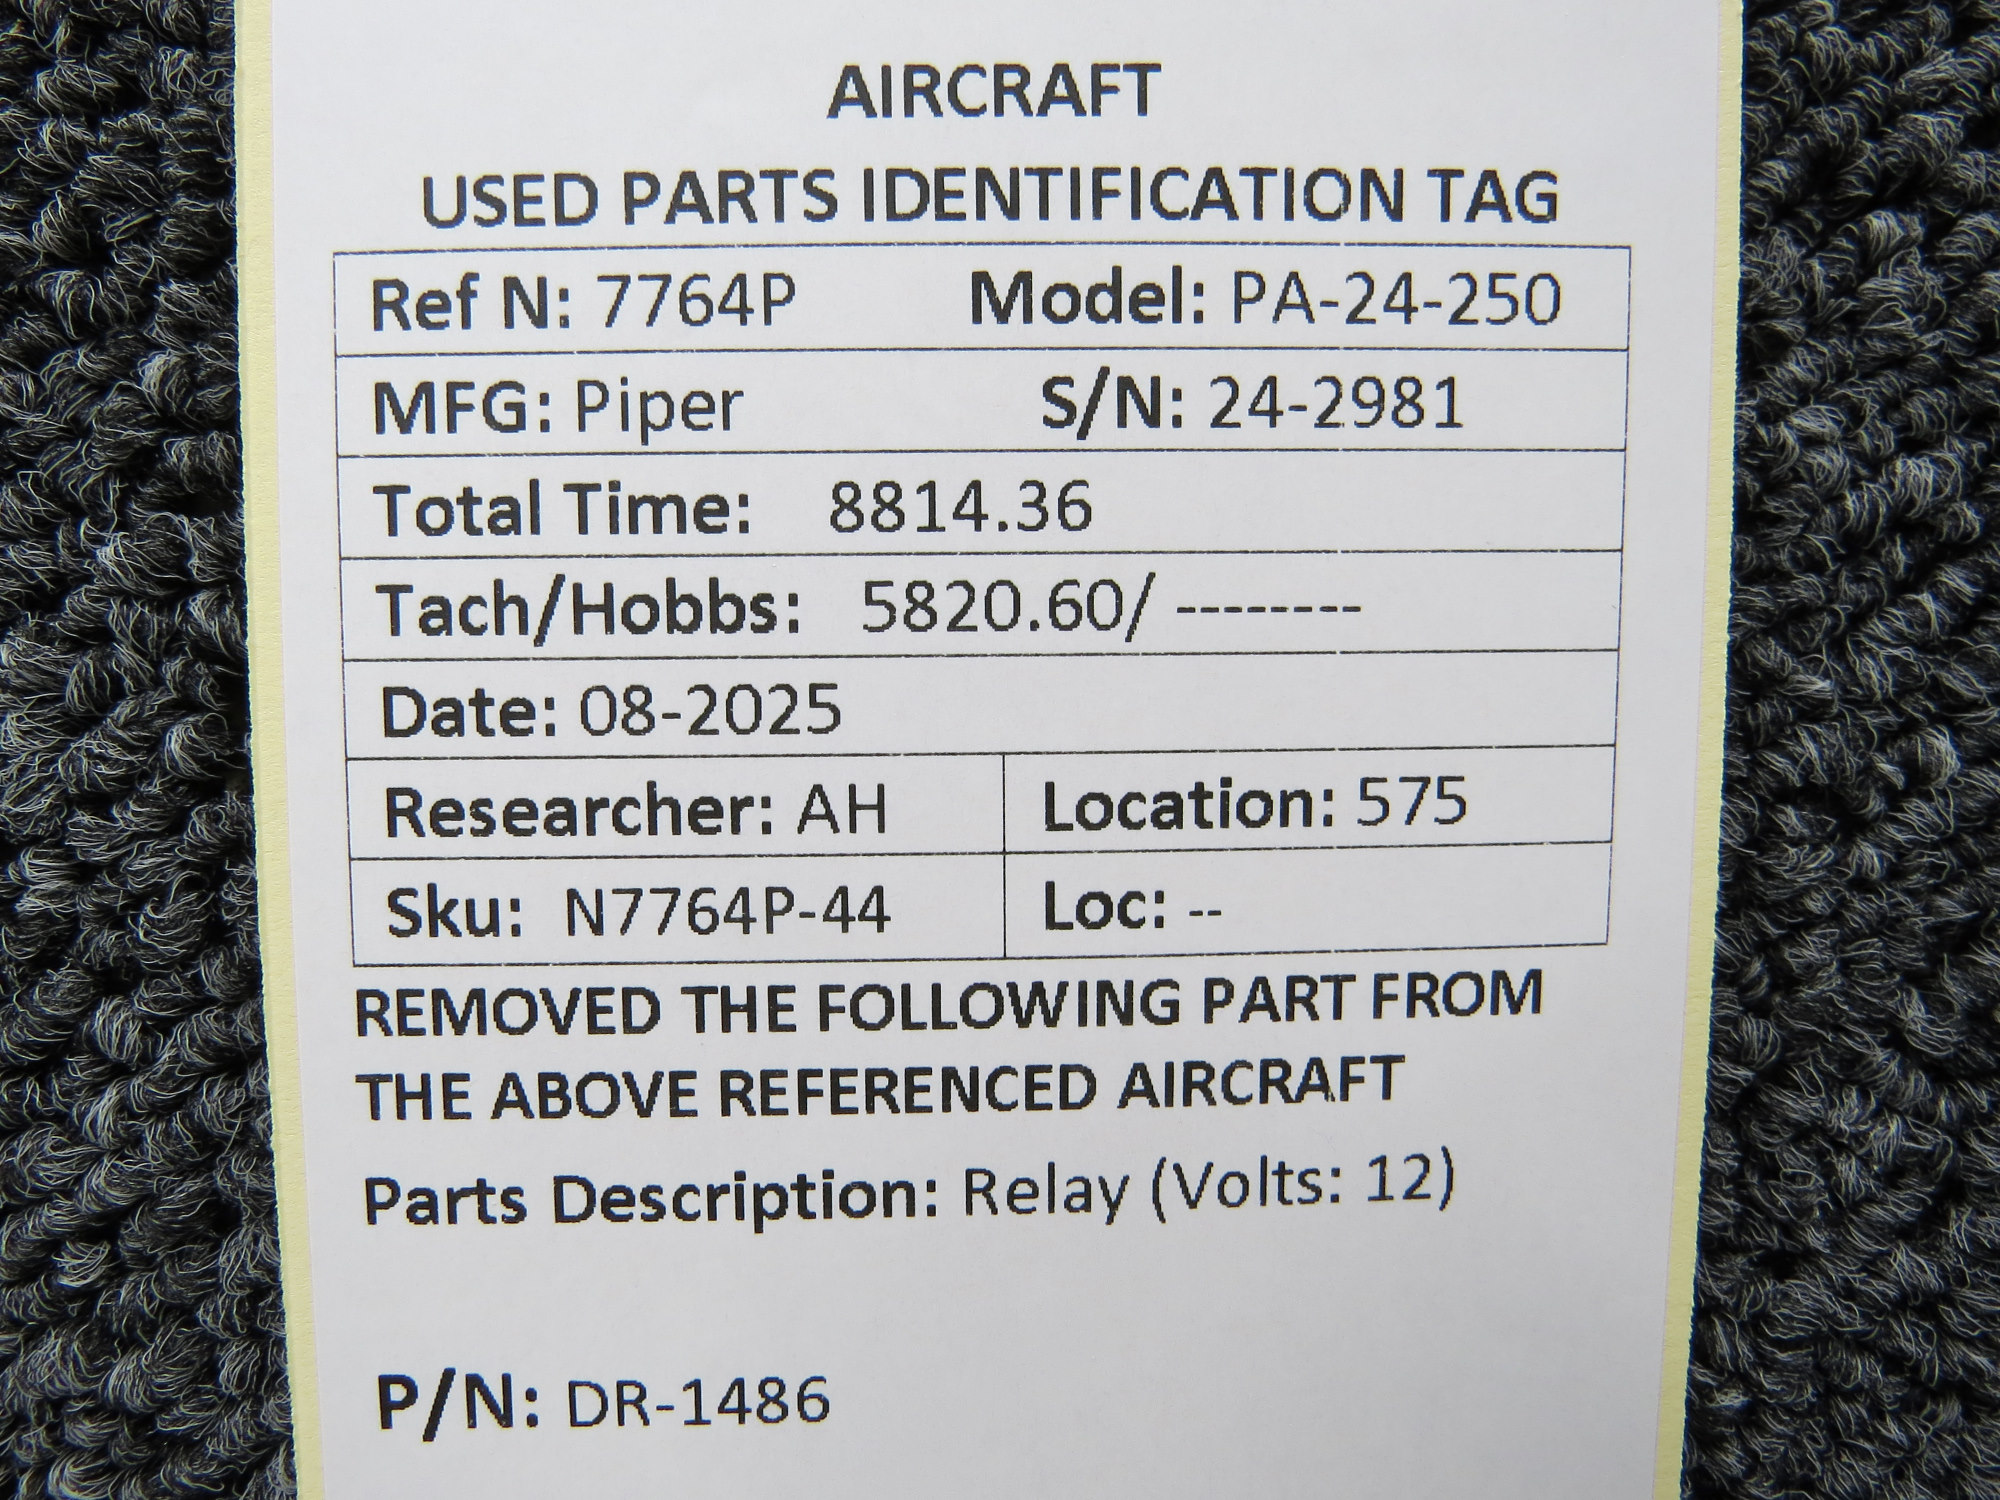 AIRCRAFT
USED PARTS IDENTIFICATION TAG
Ref N: 7764P Model: PA-24-250
MFG: Piper S/N: 24-2981
Total Time: 8814.36
Tach/Hobbs: 5820.60/ --------
Date: 08-2025
Researcher: AH Location: 575
Sku: N7764P-44 Loc: --
REMOVED THE FOLLOWING PART FROM
THE ABOVE REFERENCED AIRCRAFT
Parts Description: Relay (Volts: 12)
P/N: DR-1486